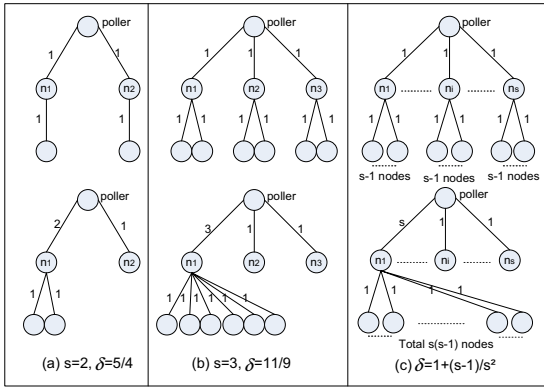 poller
1 1
n1 n2
1 1
poller
2 1
n1 n2
1 1
(a) s=2, δ=5/4
poller
1 1 1
n1 n2 n3
1 1 1 1 1 1
poller
3 1 1
n1 n2 n3
1 1 1 1 1 1
(b) s=3, δ=11/9
poller
1 1 1
n1 ni ns
1 1 1 1 1 1
s-1 nodes s-1 nodes s-1 nodes
poller
s 1 1
n1 ni ns
1 1 1 1
Total s(s-1) nodes
(c) δ=1+(s-1)/s²